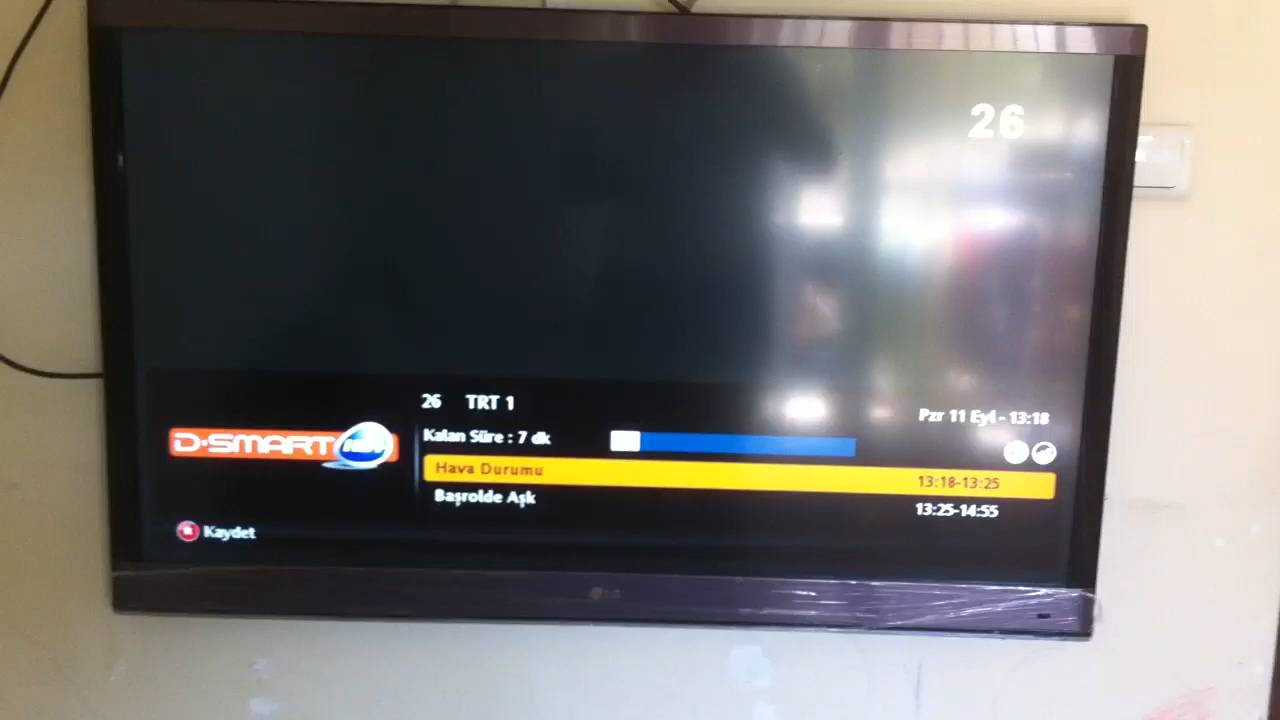 26
26 TRT 1
Pzr 11 Eyl - 13:18
D·SMART
Kalan Süre : 7 dk
Hava Durumu 13:18-13:25
Başrolde Aşk 13:25-14:55
Kaydet
LG